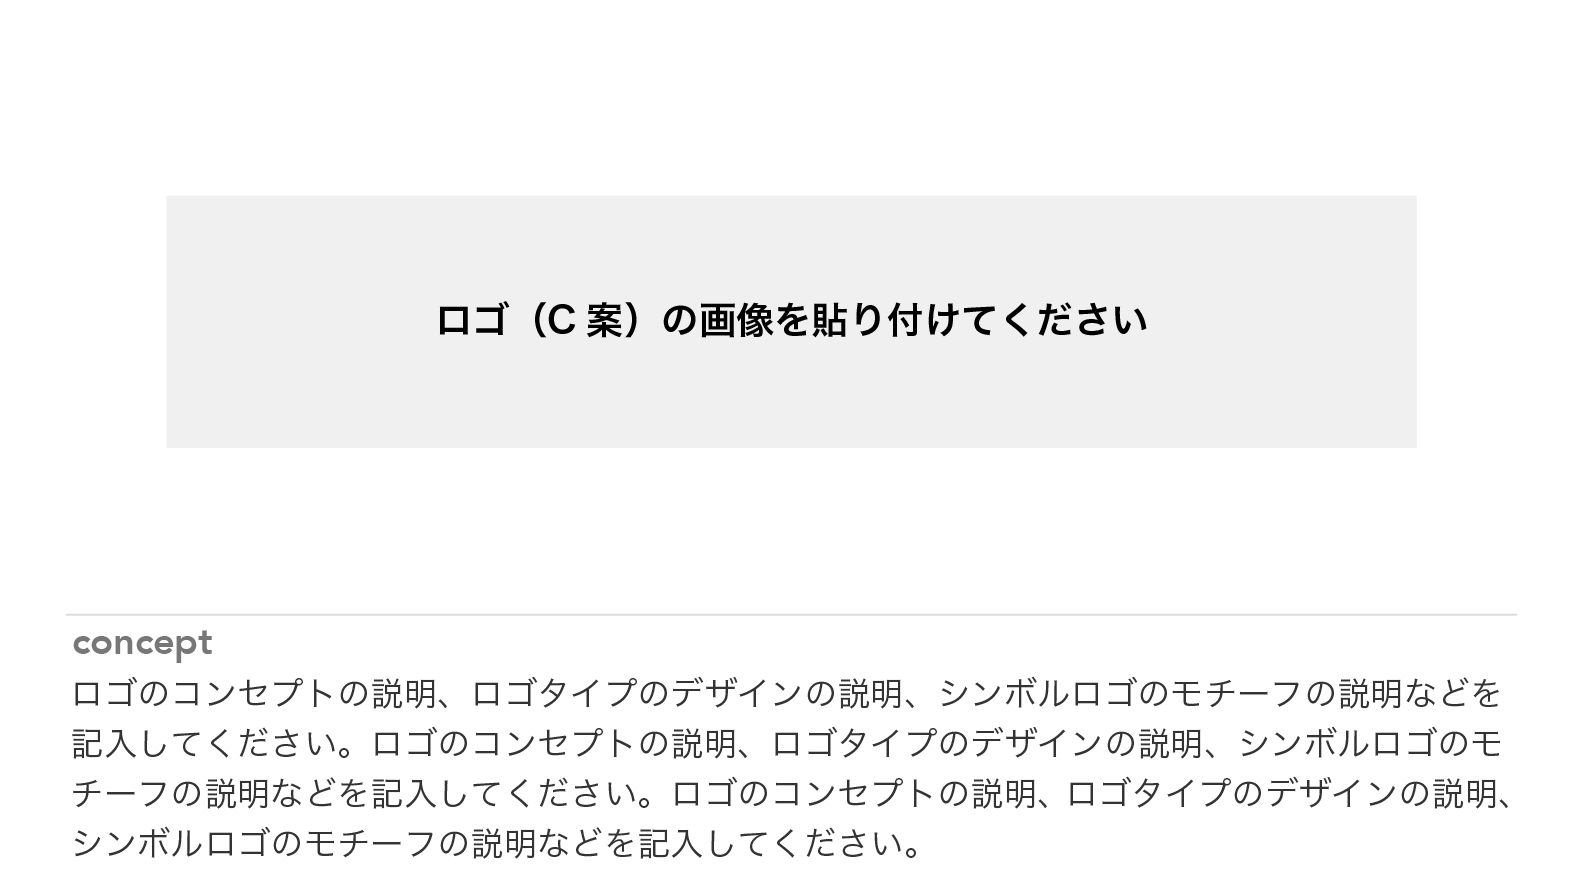 ロゴ（C 案）の画像を貼り付けてください
concept
ロゴのコンセプトの説明、ロゴタイプのデザインの説明、シンボルロゴのモチーフの説明などを
記入してください。ロゴのコンセプトの説明、ロゴタイプのデザインの説明、シンボルロゴのモ
チーフの説明などを記入してください。ロゴのコンセプトの説明、ロゴタイプのデザインの説明、
シンボルロゴのモチーフの説明などを記入してください。